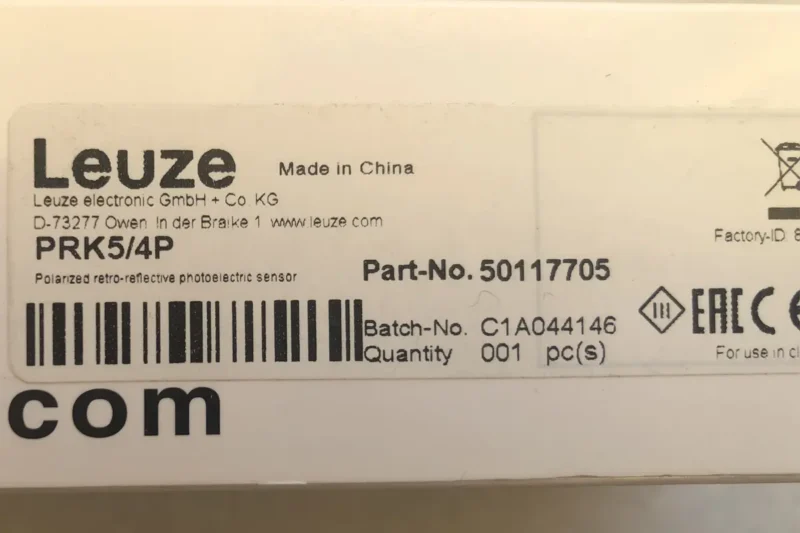 Leuze Made in China
Leuze electronic GmbH + Co. KG
D-73277 Owen In der Braike 1 www.leuze.com
PRK5/4P
Polarized retro-reflective photoelectric sensor
Part-No. 50117705
Batch-No. C1A044146
Quantity 001 pc(s)
Factory-ID: 8
III EAC C
For use in
com